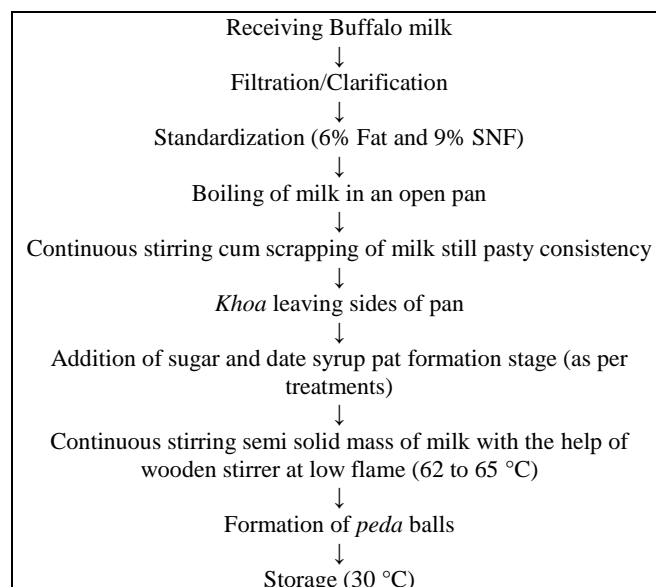 Receiving Buffalo milk
↓
Filtration/Clarification
↓
Standardization (6% Fat and 9% SNF)
↓
Boiling of milk in an open pan
↓
Continuous stirring cum scrapping of milk still pasty consistency
↓
Khoa leaving sides of pan
↓
Addition of sugar and date syrup pat formation stage (as per
treatments)
↓
Continuous stirring semi solid mass of milk with the help of
wooden stirrer at low flame (62 to 65 °C)
↓
Formation of peda balls
↓
Storage (30 °C)